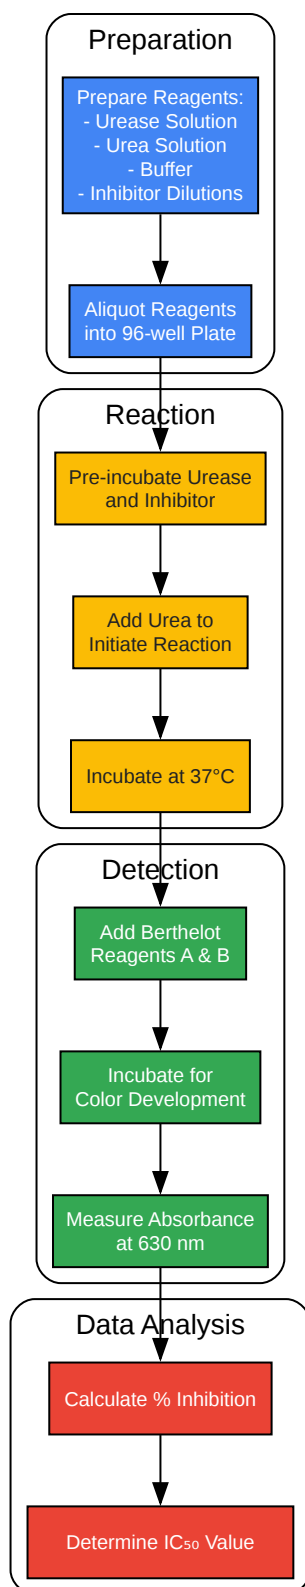 Preparation
Prepare Reagents:
- Urease Solution
- Urea Solution
- Buffer
- Inhibitor Dilutions
Aliquot Reagents
into 96-well Plate
Reaction
Pre-incubate Urease
and Inhibitor
Add Urea to
Initiate Reaction
Incubate at 37°C
Detection
Add Berthelot
Reagents A & B
Incubate for
Color Development
Measure Absorbance
at 630 nm
Data Analysis
Calculate % Inhibition
Determine IC₅₀ Value